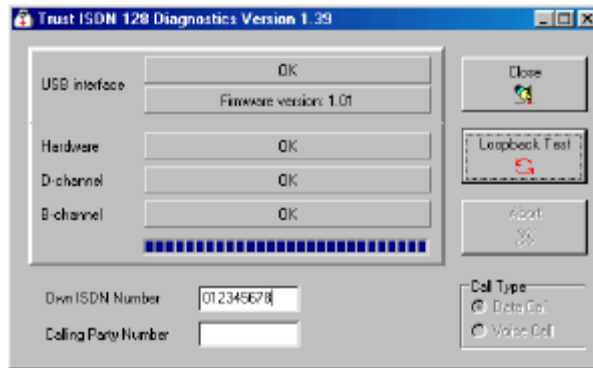 Trust ISDN 128 Diagnostics Version 1.39
USB interface
OK
Firmware version: 1.01
Hardware
OK
D-channel
OK
B-channel
OK
Own ISDN Number
012345678
Calling Party Number
Close
Loopback Test
Abort
Call Type
Data Call
Voice Call